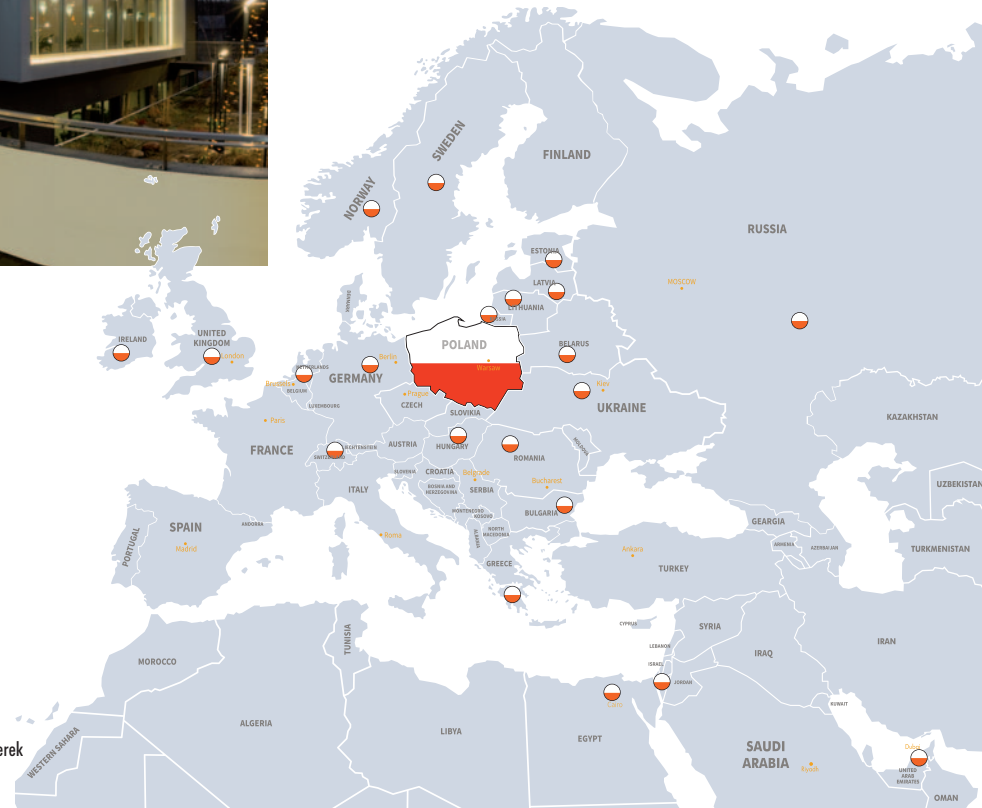 SWEDEN
FINLAND
NORWAY
RUSSIA
ESTONIA
MOSCOW
LATVIA
LITHUANIA
DENMARK
IRELAND
UNITED
KINGDOM
London
POLAND
Warsaw
BELARUS
NETHERLANDS
Berlin
GERMANY
Brussels
BELGIUM
Prague
CZECH
Kiev
UKRAINE
LUXEMBOURG
SLOVIKIA
Paris
KAZAKHSTAN
FRANCE
AUSTRIA
HUNGARY
MOLDOVA
LIECHTENSTEIN
SWITZERLAND
ROMANIA
SLOVENIA
CROATIA
Belgrade
Bucharest
UZBEKISTAN
ITALY
BOSNIA AND
HERZEGOVINA
SERBIA
MONTENEGRO
KOSOVO
BULGARIA
SPAIN
ANDORRA
PORTUGAL
Madrid
Roma
ALBANIA
NORTH
MACEDONIA
GEARGIA
ARMENIA
AZERBAIJAN
TURKMENISTAN
Ankara
GREECE
TURKEY
CYPRUS
SYRIA
TUNISIA
LEBANON
IRAQ
IRAN
MOROCCO
ISRAEL
JORDAN
KUWAIT
Cairo
ALGERIA
LIBYA
EGYPT
WESTERN SAHARA
erek
SAUDI
ARABIA
Riyadh
Dubai
UNITED
ARAB
EMIRATES
OMAN